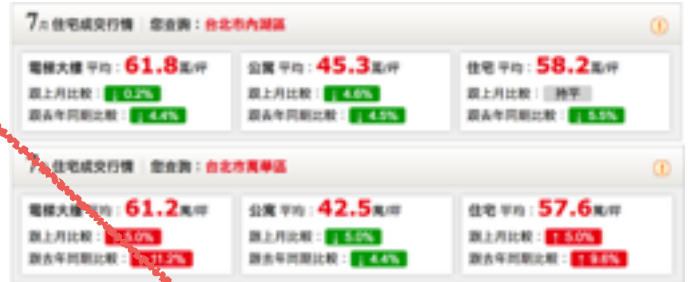 7月 住宅成交行情 您查詢：台北市內湖區
電梯大樓 平均：61.8萬/坪
跟上月比較：↓ 0.2%
跟去年同期比較：↓ 4.4%
公寓 平均：45.3萬/坪
跟上月比較：↓ 4.6%
跟去年同期比較：↓ 4.5%
住宅 平均：58.2萬/坪
跟上月比較：持平
跟去年同期比較：↓ 5.5%
7月 住宅成交行情 您查詢：台北市萬華區
電梯大樓 平均：61.2萬/坪
跟上月比較：↑ 5.0%
跟去年同期比較：↑ 11.2%
公寓 平均：42.5萬/坪
跟上月比較：↓ 5.0%
跟去年同期比較：↓ 4.4%
住宅 平均：57.6萬/坪
跟上月比較：↑ 5.0%
跟去年同期比較：↑ 9.6%